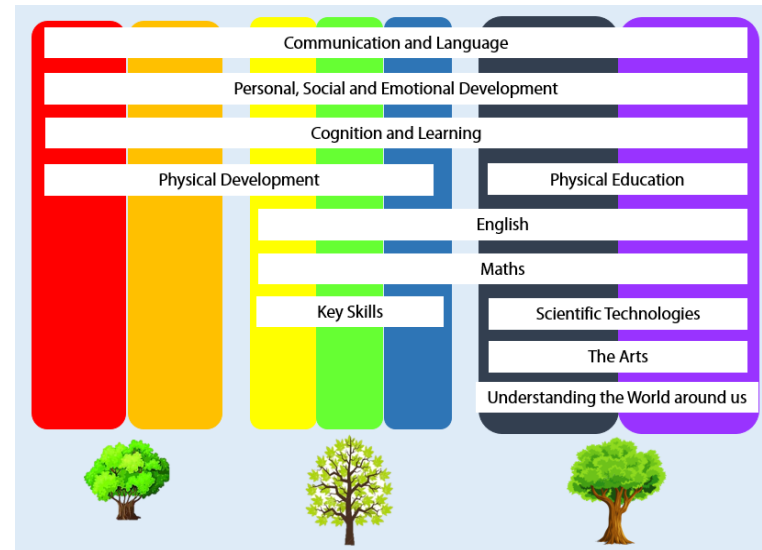 Communication and Language
Personal, Social and Emotional Development
Cognition and Learning
Physical Development
Physical Education
English
Maths
Key Skills
Scientific Technologies
The Arts
Understanding the World around us